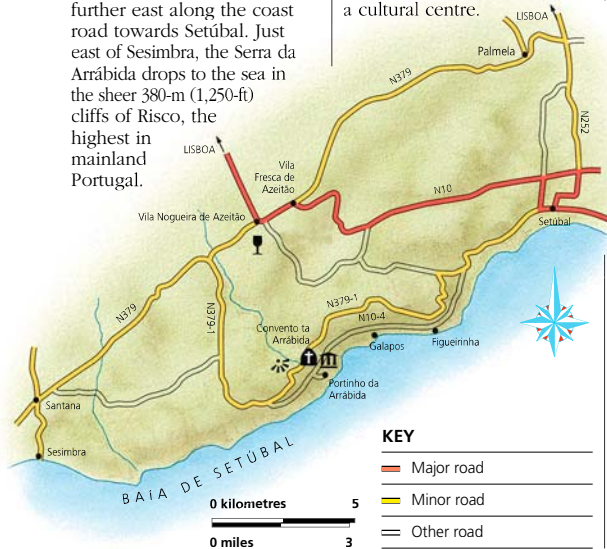 further east along the coast
road towards Setúbal. Just
east of Sesimbra, the Serra da
Arrábida drops to the sea in
the sheer 380-m (1,250-ft)
cliffs of Risco, the
highest in
mainland
Portugal.
a cultural centre.
LISBOA
Palmela
N379
N252
LISBOA
Vila
Fresca de
Azeitão
N10
Vila Nogueira de Azeitão
Setúbal
N379
N379-1
N379-1
N10-4
Convento ta
Arrábida
Galapos
Figueirinha
Portinho da
Arrábida
Santana
Sesimbra
BAÍA DE SETÚBAL
0 kilometres 5
0 miles 3
KEY
Major road
Minor road
Other road